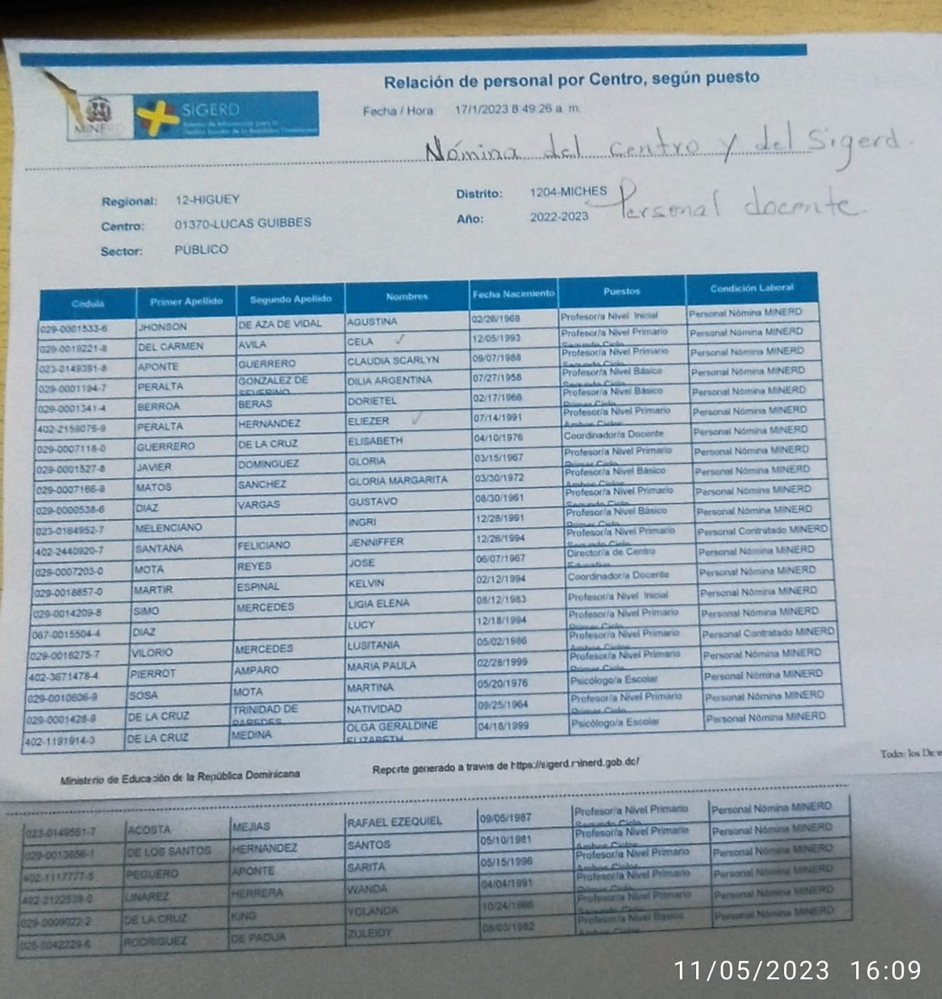 Relación de personal por Centro, según puesto
MINERD
SIGERD
Fecha / Hora: 17/1/2023 8:49:26 a. m.
Nómina del centro y del Sigerd.
Personal docente.
Regional: 12-HIGUEY Distrito: 1204-MICHES
Centro: 01370-LUCAS GUIBBES Año: 2022-2023
Sector: PÚBLICO
Cédula Primer Apellido Segundo Apellido Nombres Fecha Nacimiento Puestos Condición Laboral
029-0001533-6 JHONSON DE AZA DE VIDAL AGUSTINA 02/26/1968 Profesor/a Nivel Inicial Personal Nómina MINERD
029-0019221-8 DEL CARMEN AVILA CELA 12/05/1993 Profesor/a Nivel Primario Segundo Ciclo Personal Nómina MINERD
023-0149391-8 APONTE GUERRERO CLAUDIA SCARLYN 09/07/1988 Profesor/a Nivel Primario Segundo Ciclo Personal Nómina MINERD
029-0001194-7 PERALTA GONZALEZ DE SEVERINO DILIA ARGENTINA 07/27/1958 Profesor/a Nivel Básico Segundo Ciclo Personal Nómina MINERD
029-0001341-4 BERROA BERAS DORIETEL 02/17/1966 Profesor/a Nivel Básico Primer Ciclo Personal Nómina MINERD
402-2159076-9 PERALTA HERNANDEZ ELIEZER 07/14/1991 Profesor/a Nivel Primario Ambos Ciclos Personal Nómina MINERD
029-0007118-0 GUERRERO DE LA CRUZ ELISABETH 04/10/1976 Coordinador/a Docente Personal Nómina MINERD
029-0001527-8 JAVIER DOMINGUEZ GLORIA 03/15/1967 Profesor/a Nivel Primario Primer Ciclo Personal Nómina MINERD
029-0007166-9 MATOS SANCHEZ GLORIA MARGARITA 03/30/1972 Profesor/a Nivel Básico Ambos Ciclos Personal Nómina MINERD
029-0000538-6 DIAZ VARGAS GUSTAVO 08/30/1961 Profesor/a Nivel Primario Segundo Ciclo Personal Nómina MINERD
023-0164952-7 MELENCIANO INGRI 12/28/1991 Profesor/a Nivel Básico Primer Ciclo Personal Nómina MINERD
402-2440920-7 SANTANA FELICIANO JENNIFFER 12/26/1994 Profesor/a Nivel Primario Segundo Ciclo Personal Contratado MINERD
029-0007203-0 MOTA REYES JOSE 06/07/1967 Director/a de Centro Educativo Personal Nómina MINERD
029-0018857-0 MARTIR ESPINAL KELVIN 02/12/1994 Coordinador/a Docente Personal Nómina MINERD
029-0014209-8 SIMO MERCEDES LIGIA ELENA 08/12/1983 Profesor/a Nivel Inicial Personal Nómina MINERD
067-0015504-4 DIAZ LUCY 12/18/1994 Profesor/a Nivel Primario Primer Ciclo Personal Nómina MINERD
029-0016275-7 VILORIO MERCEDES LUSITANIA 05/02/1986 Profesor/a Nivel Primario Ambos Ciclos Personal Contratado MINERD
402-3671478-4 PIERROT AMPARO MARIA PAULA 02/28/1999 Profesor/a Nivel Primario Primer Ciclo Personal Nómina MINERD
029-0010606-9 SOSA MOTA MARTINA 05/20/1976 Psicólogo/a Escolar Personal Nómina MINERD
029-0001428-9 DE LA CRUZ TRINIDAD DE PAREDES NATIVIDAD 09/25/1964 Profesor/a Nivel Primario Primer Ciclo Personal Nómina MINERD
402-1191914-3 DE LA CRUZ MEDINA OLGA GERALDINE ELIZABETH 04/18/1999 Psicólogo/a Escolar Personal Nómina MINERD
Todos los De
Ministerio de Educación de la República Dominicana Reporte generado a traves de https://sigerd.minerd.gob.do/
023-0149561-7 ACOSTA MEJIAS RAFAEL EZEQUIEL 09/05/1987 Profesor/a Nivel Primario Segundo Ciclo Personal Nómina MINERD
029-0013656-1 DE LOS SANTOS HERNANDEZ SANTOS 05/10/1981 Profesor/a Nivel Primario Ambos Ciclos Personal Nómina MINERD
402-1117777-5 PEGUERO APONTE SARITA 05/15/1996 Profesor/a Nivel Primario Ambos Ciclos Personal Nómina MINERD
402-2122539-0 LINAREZ HERRERA WANDA 04/04/1991 Profesor/a Nivel Primario Primer Ciclo Personal Nómina MINERD
029-0009022-2 DE LA CRUZ KING YOLANDA 10/24/1966 Profesor/a Nivel Primario Segundo Ciclo Personal Nómina MINERD
025-0042229-6 RODRIGUEZ DE PADUA ZULEIDY 08/03/1982 Profesor/a Nivel Básico Ambos Ciclos Personal Nómina MINERD
11/05/2023 16:09